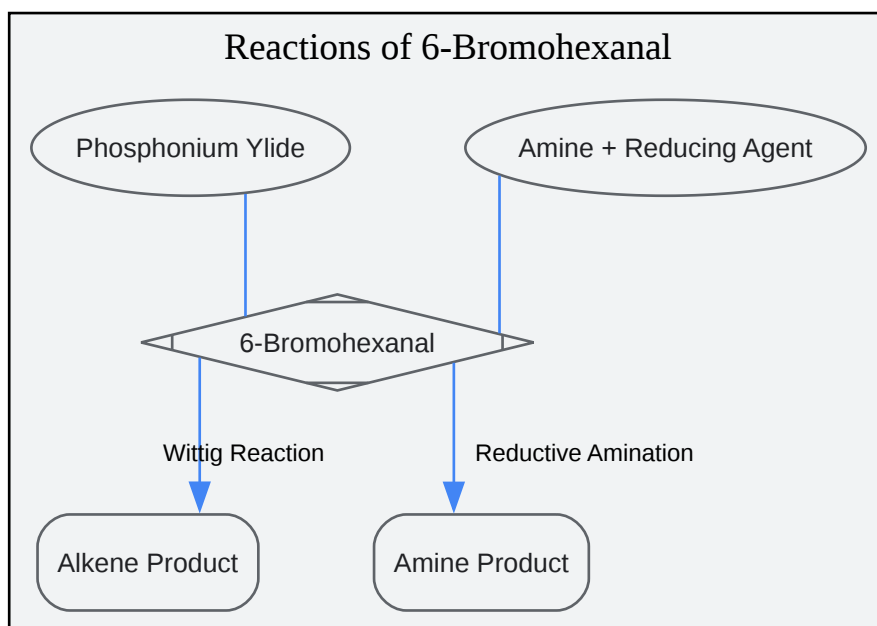 Reactions of 6-Bromohexanal
Phosphonium Ylide
Amine + Reducing Agent
6-Bromohexanal
Wittig Reaction
Reductive Amination
Alkene Product
Amine Product